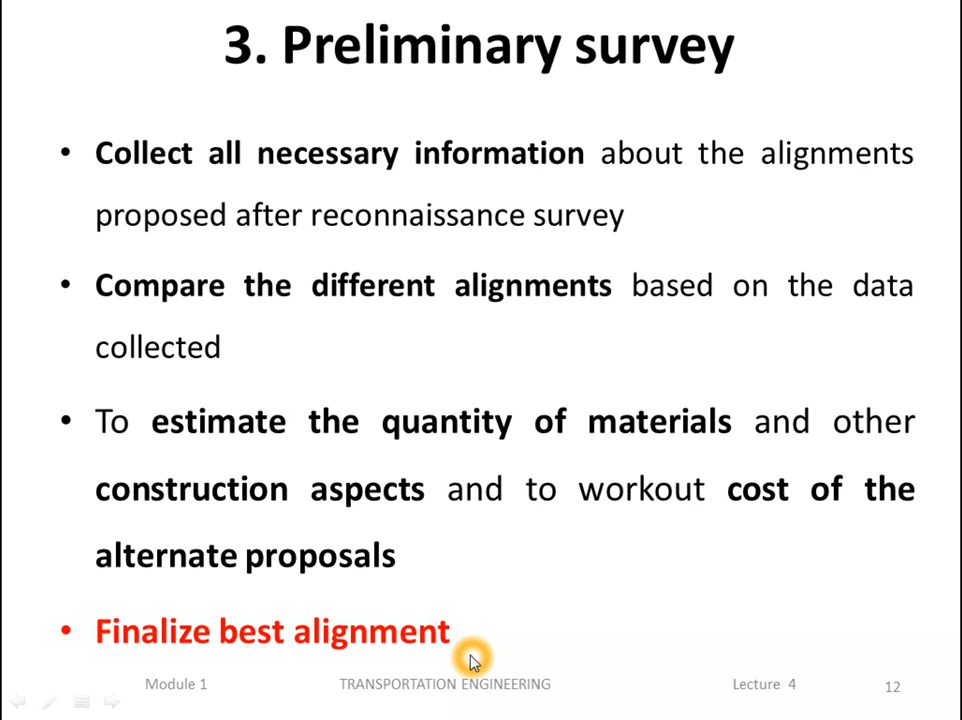 3. Preliminary survey
• Collect all necessary information about the alignments
proposed after reconnaissance survey
• Compare the different alignments based on the data
collected
• To estimate the quantity of materials and other
construction aspects and to workout cost of the
alternate proposals
• Finalize best alignment
Module 1 TRANSPORTATION ENGINEERING Lecture 4 12